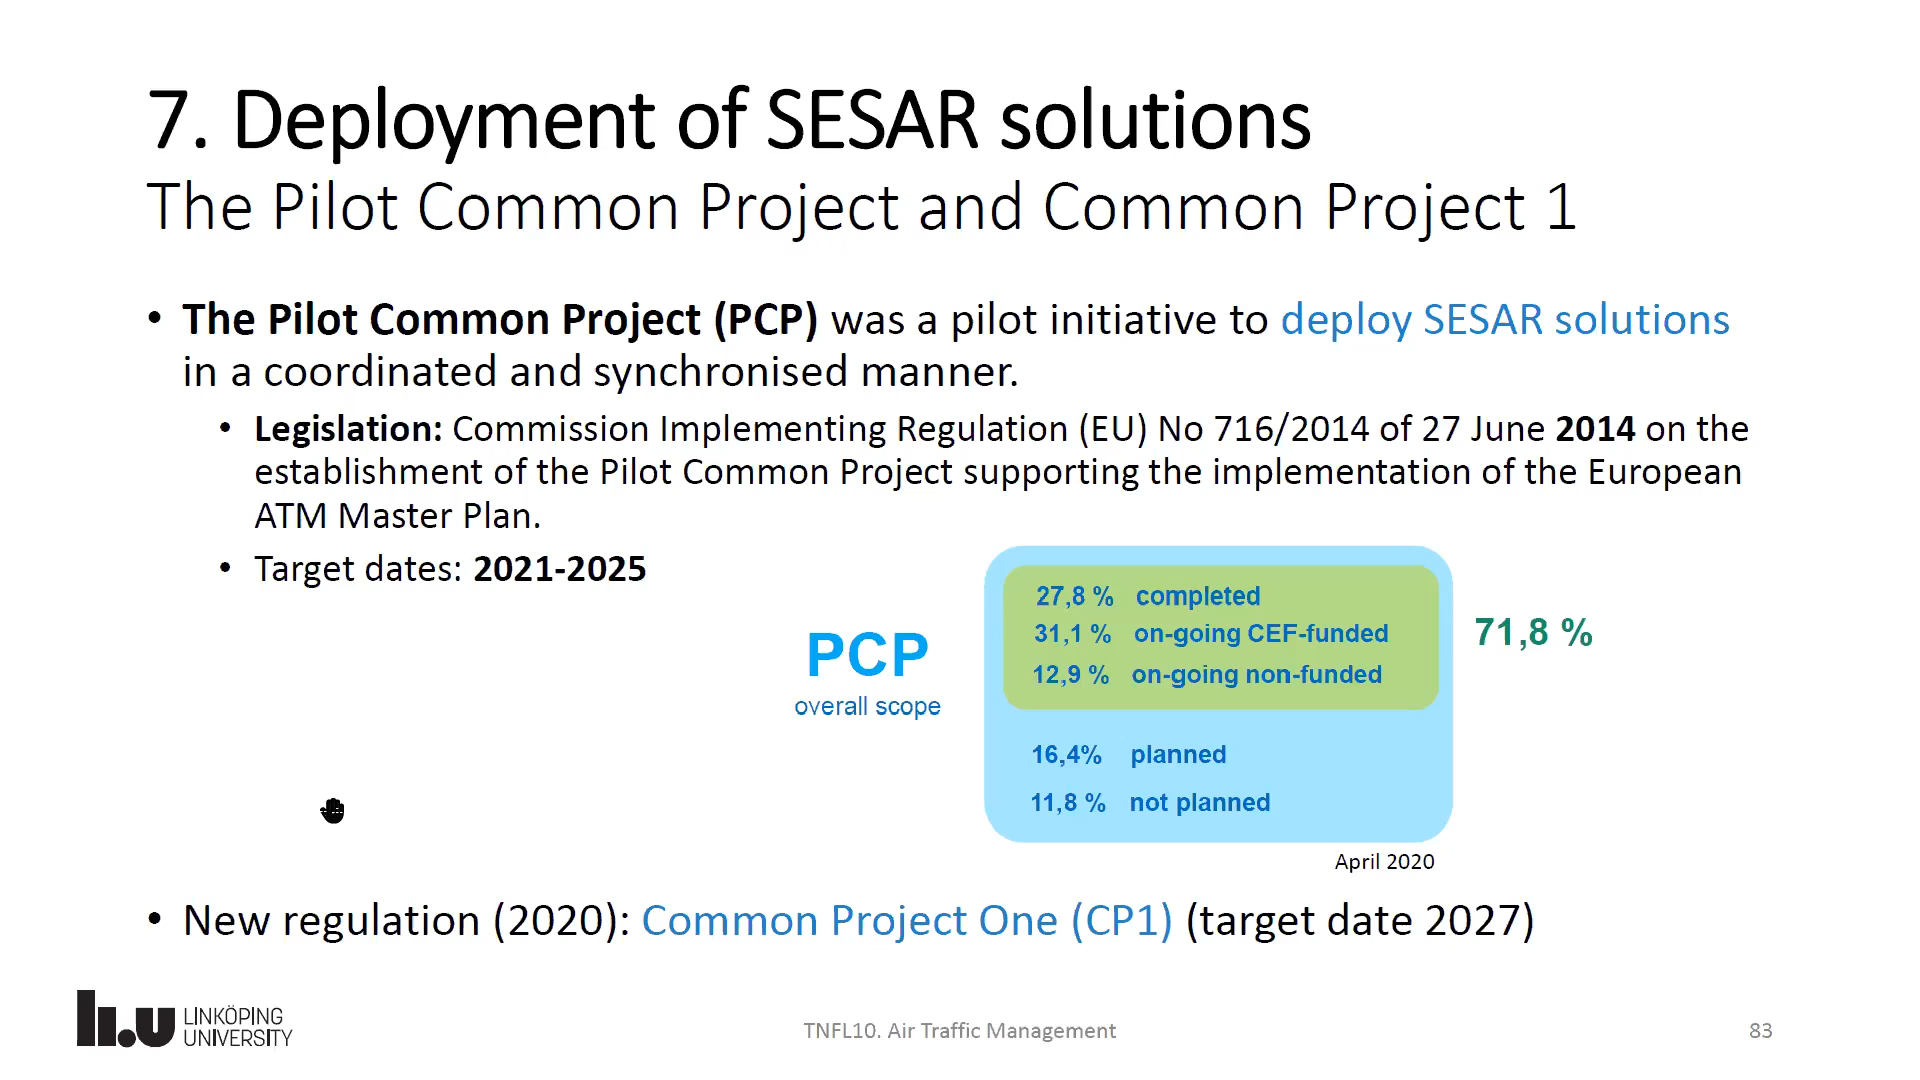 7. Deployment of SESAR solutions
The Pilot Common Project and Common Project 1
• The Pilot Common Project (PCP) was a pilot initiative to deploy SESAR solutions
in a coordinated and synchronised manner.
• Legislation: Commission Implementing Regulation (EU) No 716/2014 of 27 June 2014 on the
establishment of the Pilot Common Project supporting the implementation of the European
ATM Master Plan.
• Target dates: 2021-2025
PCP
overall scope
27,8 % completed
31,1 % on-going CEF-funded
12,9 % on-going non-funded
71,8 %
16,4% planned
11,8 % not planned
April 2020
• New regulation (2020): Common Project One (CP1) (target date 2027)
li.u LINKÖPING
UNIVERSITY
TNFL10. Air Traffic Management
83